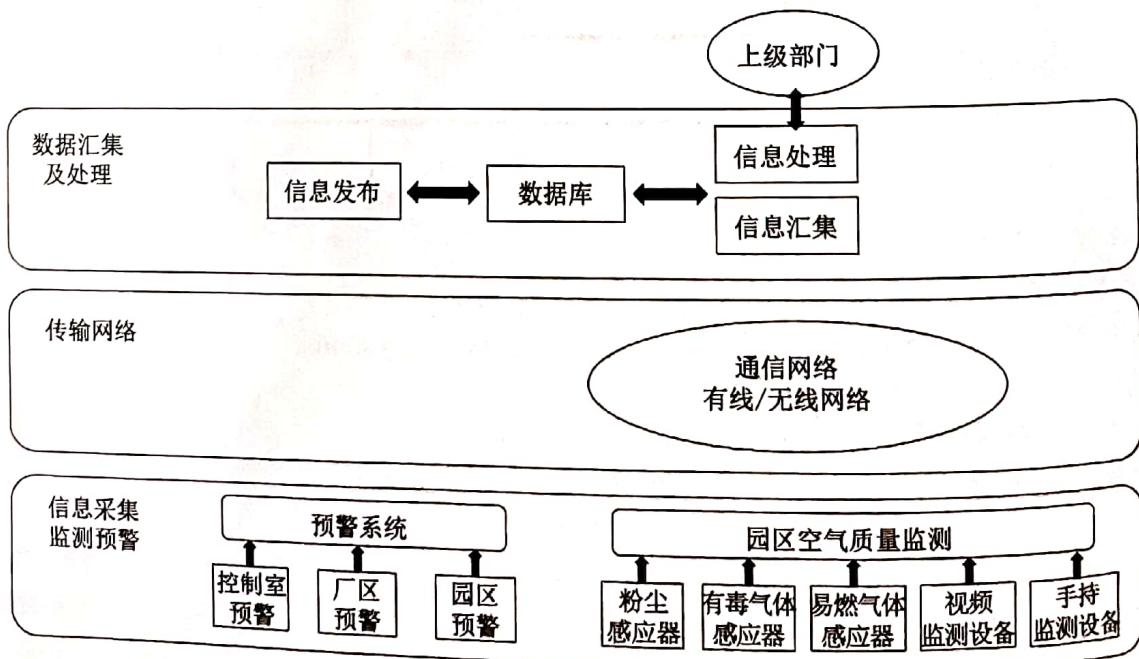 上级部门
数据汇集
及处理
信息发布
数据库
信息处理
信息汇集
传输网络
通信网络
有线/无线网络
信息采集
监测预警
预警系统
控制室
预警
厂区
预警
园区
预警
园区空气质量监测
粉尘
感应器
有毒气体
感应器
易燃气体
感应器
视频
监测设备
手持
监测设备